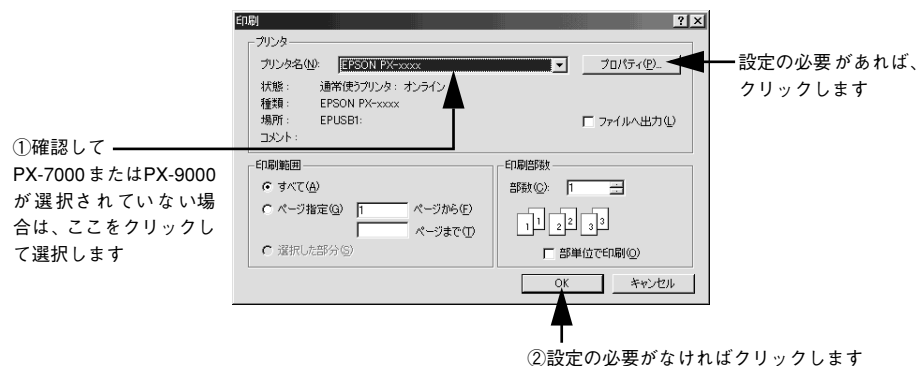 印刷
プリンタ
プリンタ名(N): EPSON PX-xxxx プロパティ(P)...
状態： 通常使うプリンタ； オンライン
種類： EPSON PX-xxxx
場所： EPUSB1:
コメント： ファイルへ出力(L)
設定の必要があれば、
クリックします
①確認して
PX-7000またはPX-9000
が選択されていない場
合は、ここをクリックし
て選択します
印刷範囲
すべて(A)
ページ指定(G) 1 ページから(F)
ページまで(T)
選択した部分(S)
印刷部数
部数(C): 1
1 1 2 2 3 3
部単位で印刷(O)
OK キャンセル
②設定の必要がなければクリックします